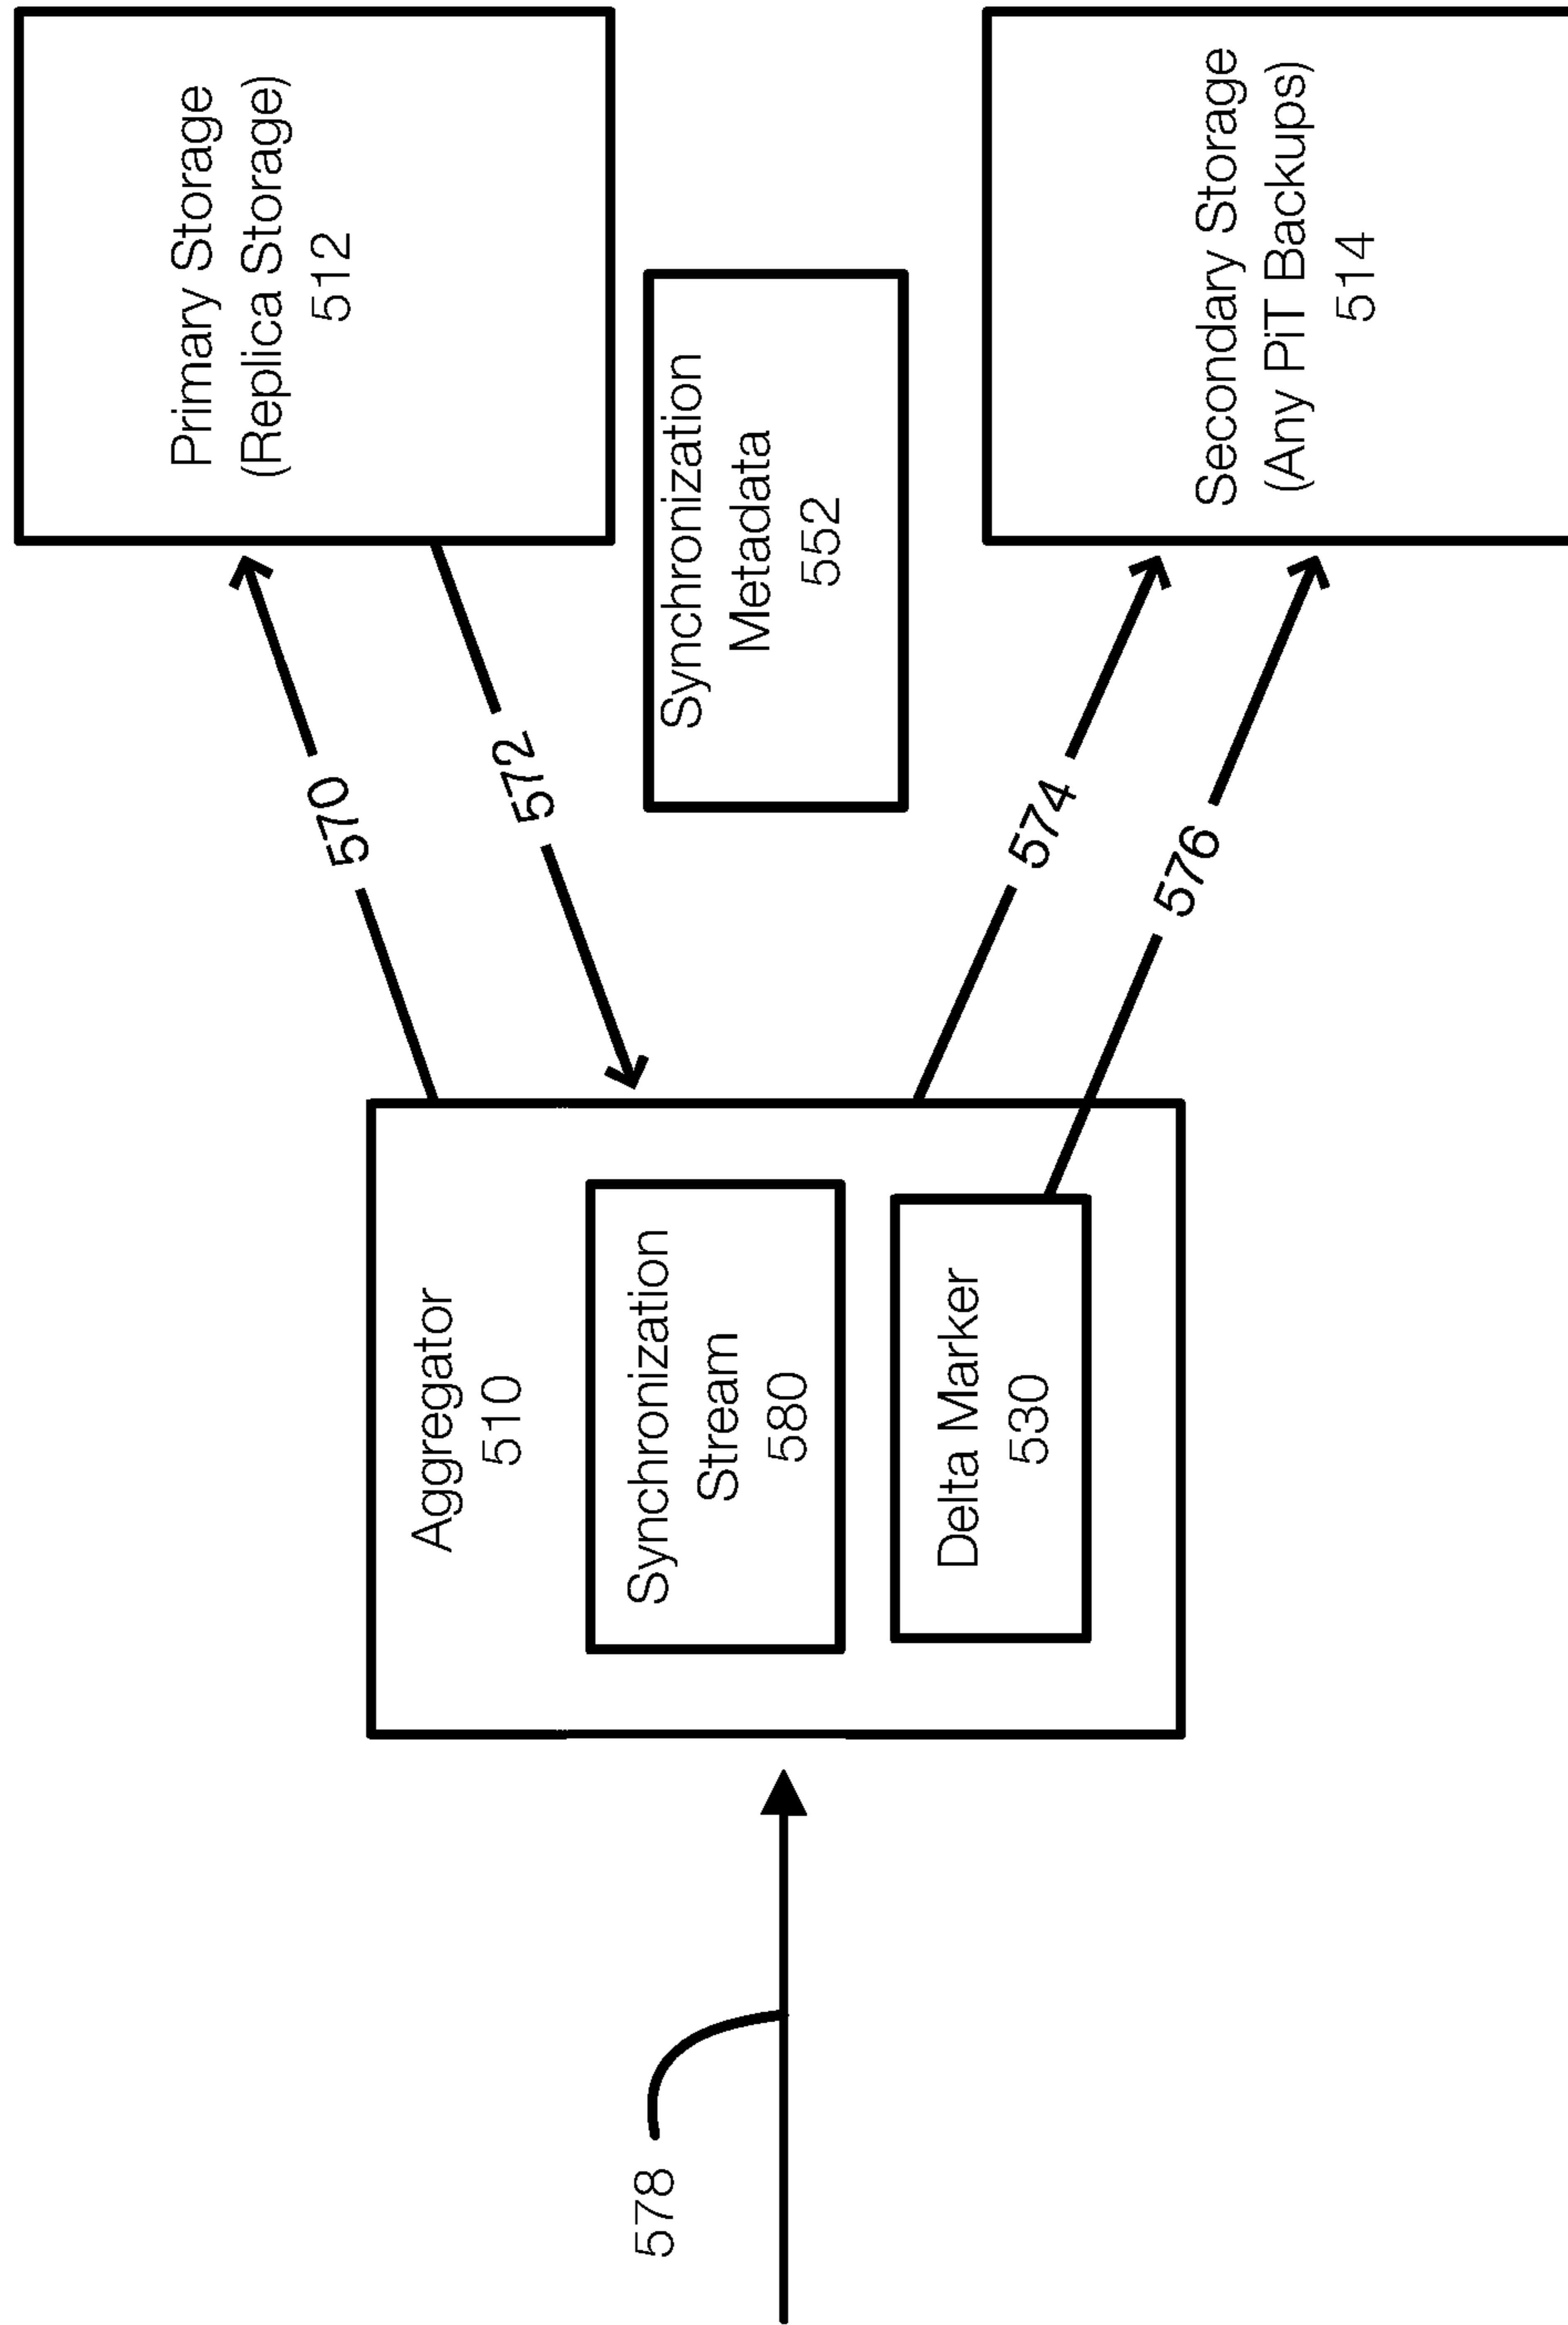 578
Aggregator
510
Synchronization
Stream
580
Delta Marker
530
570
572
574
576
Primary Storage
(Replica Storage)
512
Synchronization
Metadata
552
Secondary Storage
(Any PiT Backups)
514